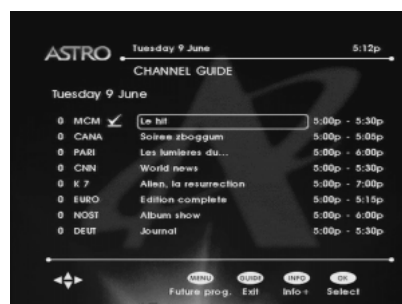 ASTRO Tuesday 9 June 5:12p
CHANNEL GUIDE
Tuesday 9 June
0 MCM Le hit 5:00p - 5:30p
0 CANA Soiree zboggum 5:00p - 5:05p
0 PARI Les lumieres du... 5:00p - 6:00p
0 CNN World news 5:00p - 5:30p
0 K 7 Alien, la resurrection 5:00p - 7:00p
0 EURO Edition complete 5:00p - 5:15p
0 NOST Album show 5:00p - 6:00p
0 DEUT Journal 5:00p - 5:30p
MENU GUIDE INFO OK
Future prog. Exit Info+ Select